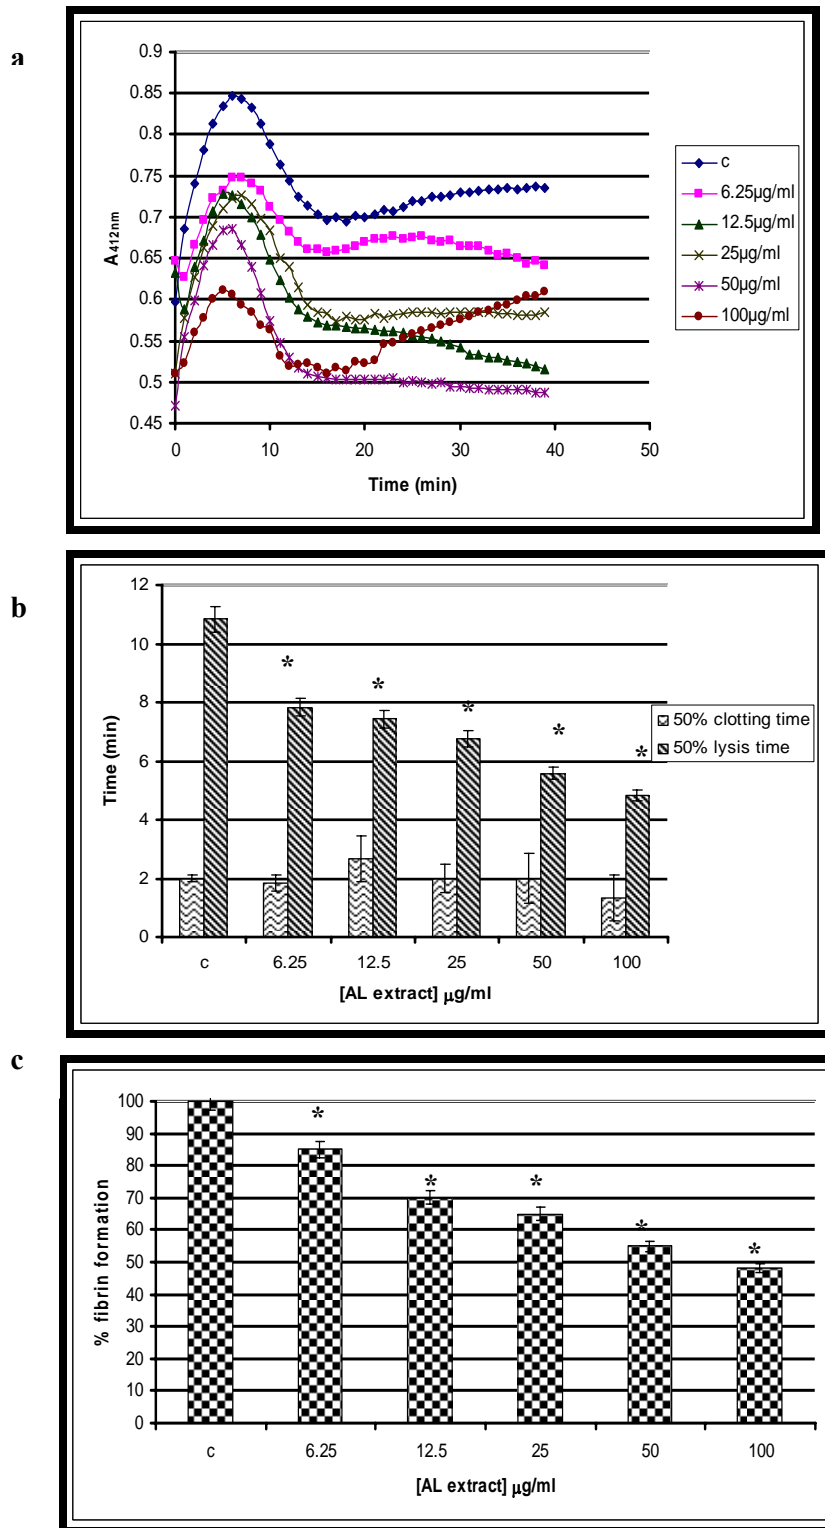 a
0.9
0.85
0.8
0.75
0.7
0.65
0.6
0.55
0.5
0.45
A412nm
0 10 20 30 40 50
Time (min)
c
6.25µg/ml
12.5µg/ml
25µg/ml
50µg/ml
100µg/ml
b
12
10
8
6
4
2
0
Time (min)
* * * * *
c 6.25 12.5 25 50 100
[AL extract] µg/ml
50% clotting time
50% lysis time
c
100
90
80
70
60
50
40
30
20
10
0
% fibrin formation
* * * * *
c 6.25 12.5 25 50 100
[AL extract] µg/ml